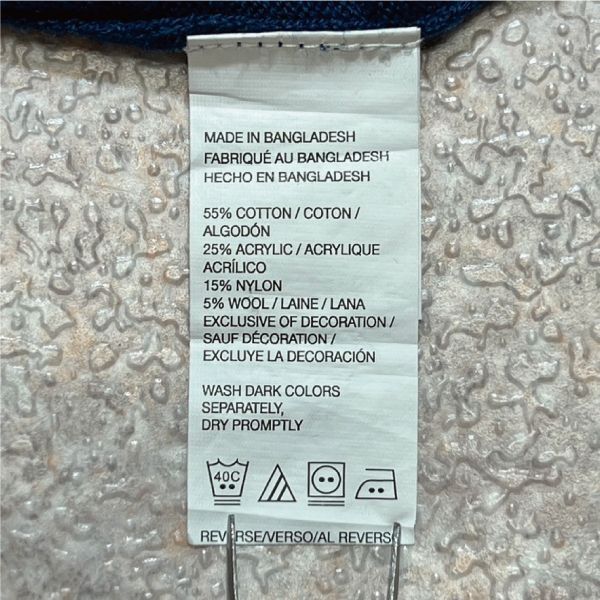 MADE IN BANGLADESH
FABRIQUÉ AU BANGLADESH
HECHO EN BANGLADESH
55% COTTON / COTON /
ALGODÓN
25% ACRYLIC / ACRYLIQUE
ACRÍLICO
15% NYLON
5% WOOL / LAINE / LANA
EXCLUSIVE OF DECORATION /
SAUF DÉCORATION /
EXCLUYE LA DECORACIÓN
WASH DARK COLORS
SEPARATELY,
DRY PROMPTLY
40C
REVERSE/VERSO/AL REVERSO